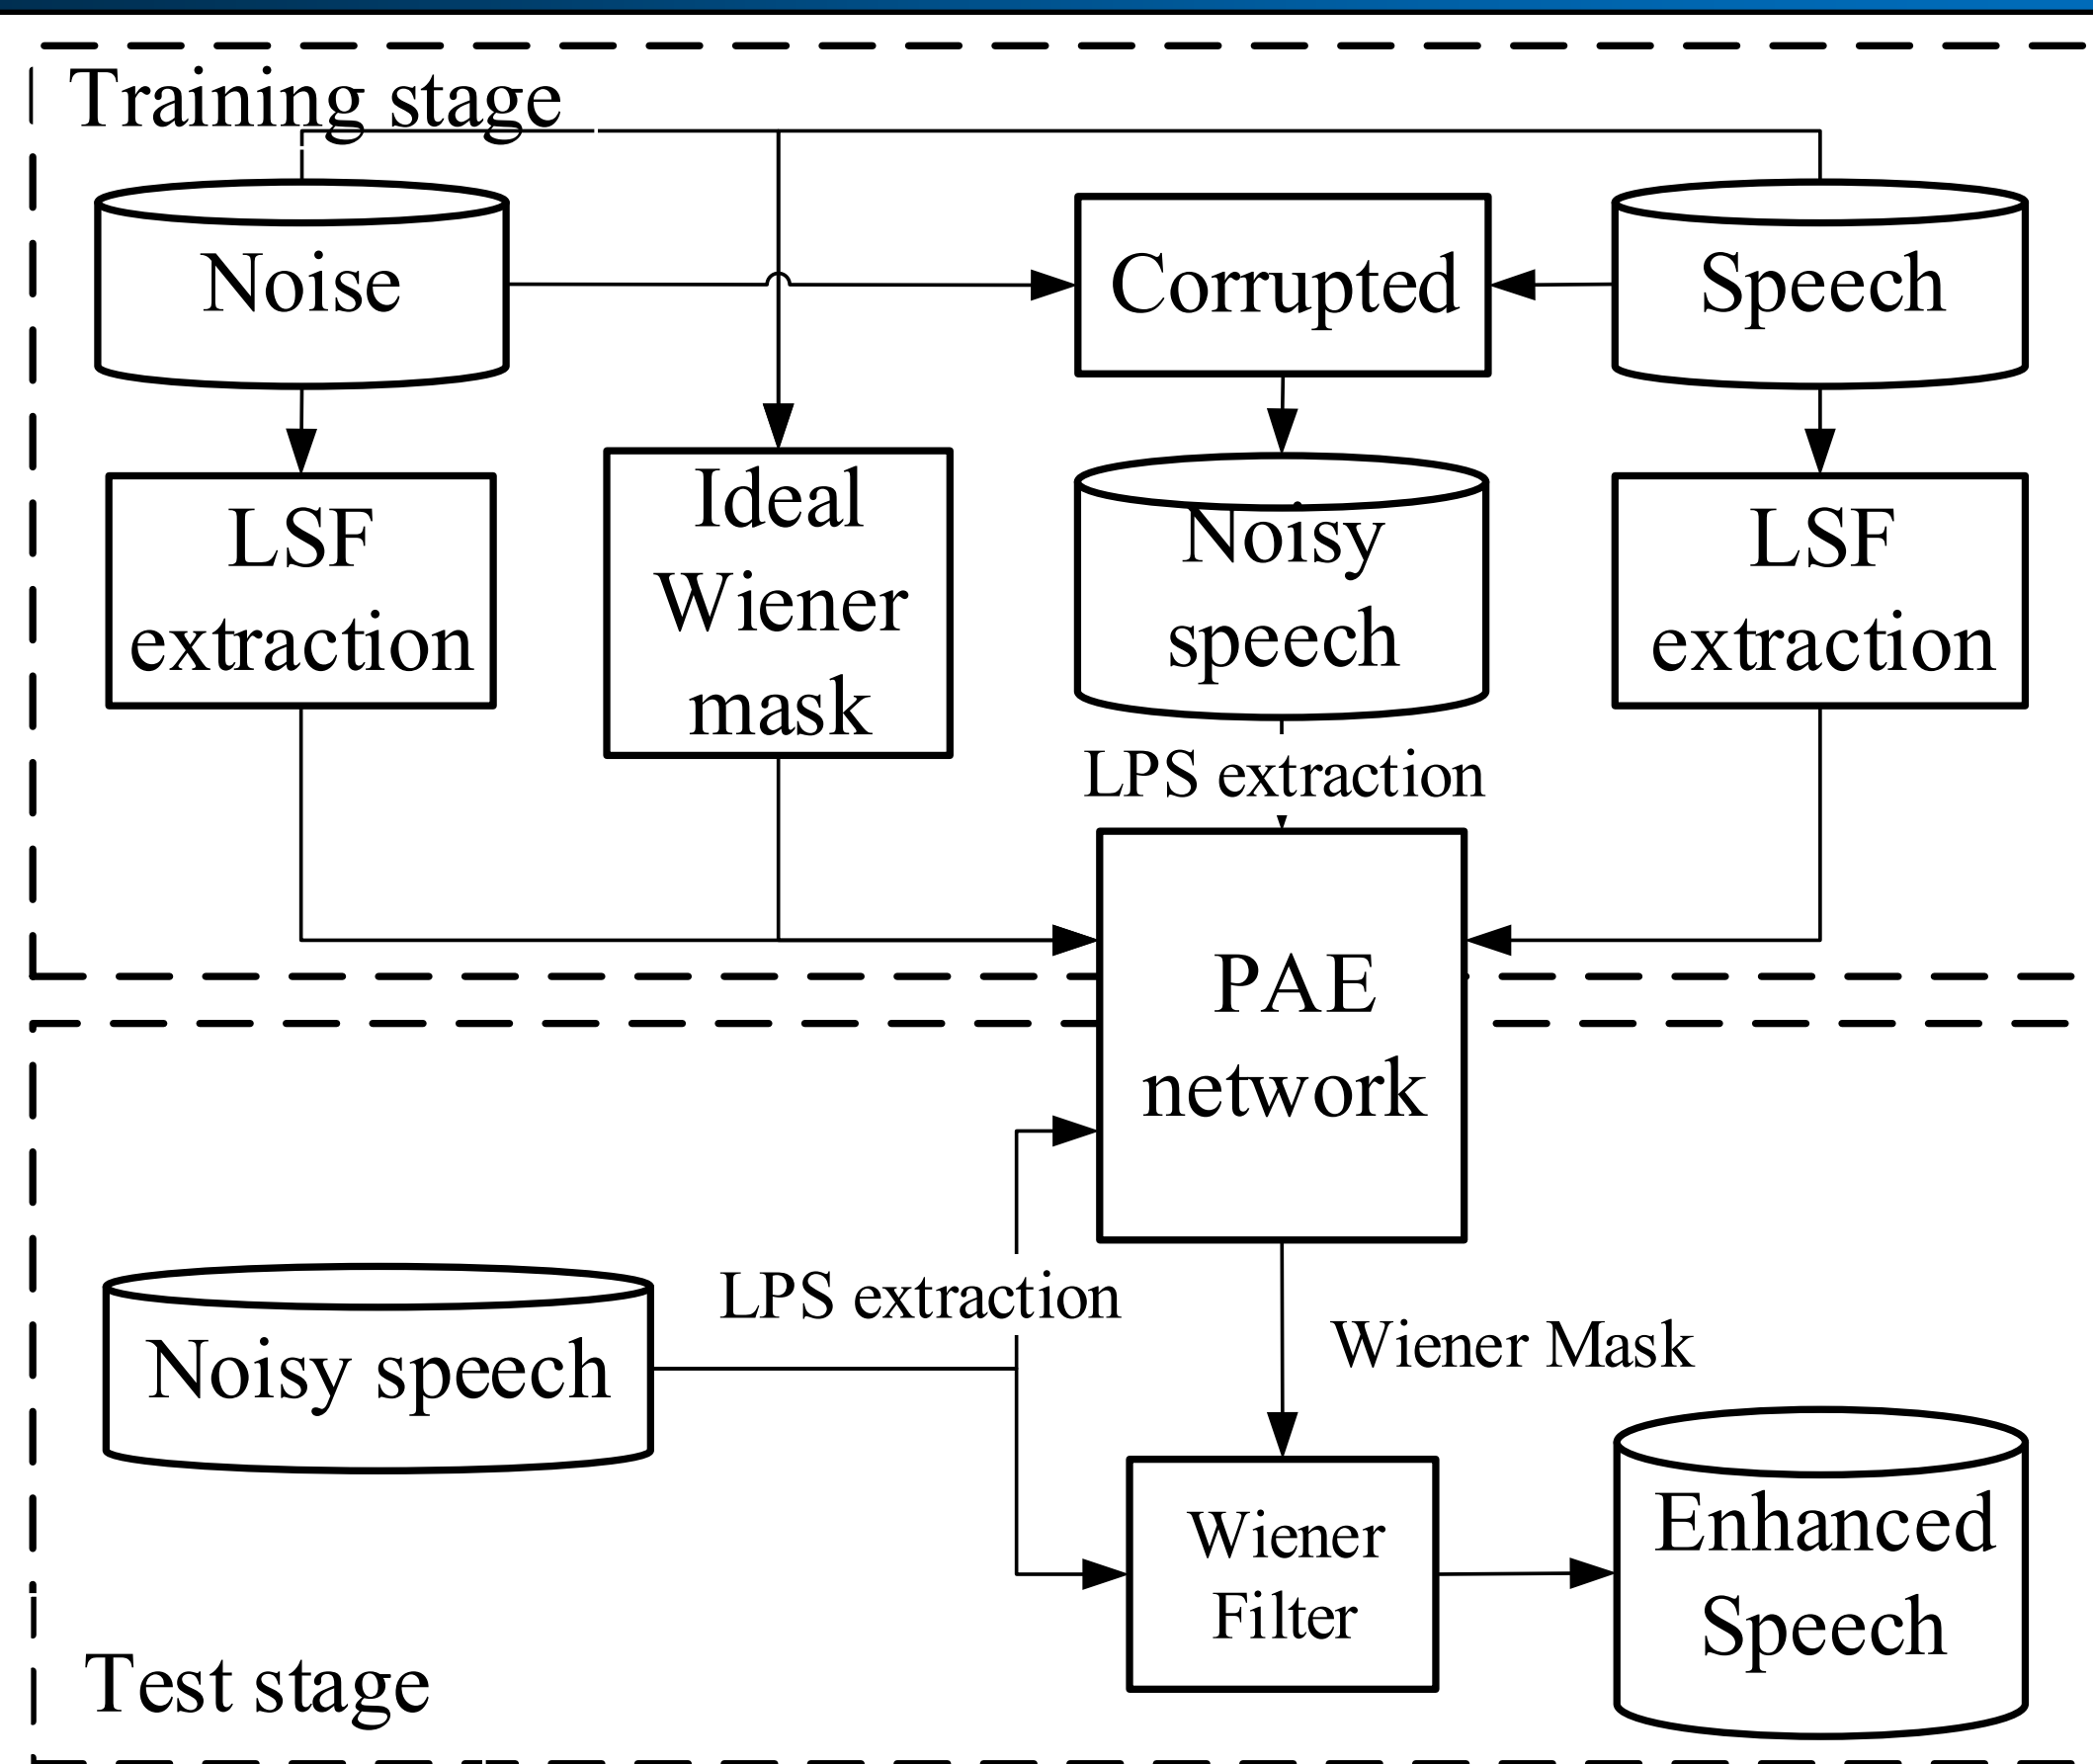 Training stage
Noise
Corrupted
Speech
LSF
extraction
Ideal
Wiener
mask
Noisy
speech
LSF
extraction
LPS extraction
PAE
network
LPS extraction
Noisy speech
Wiener Mask
Wiener
Filter
Enhanced
Speech
Test stage